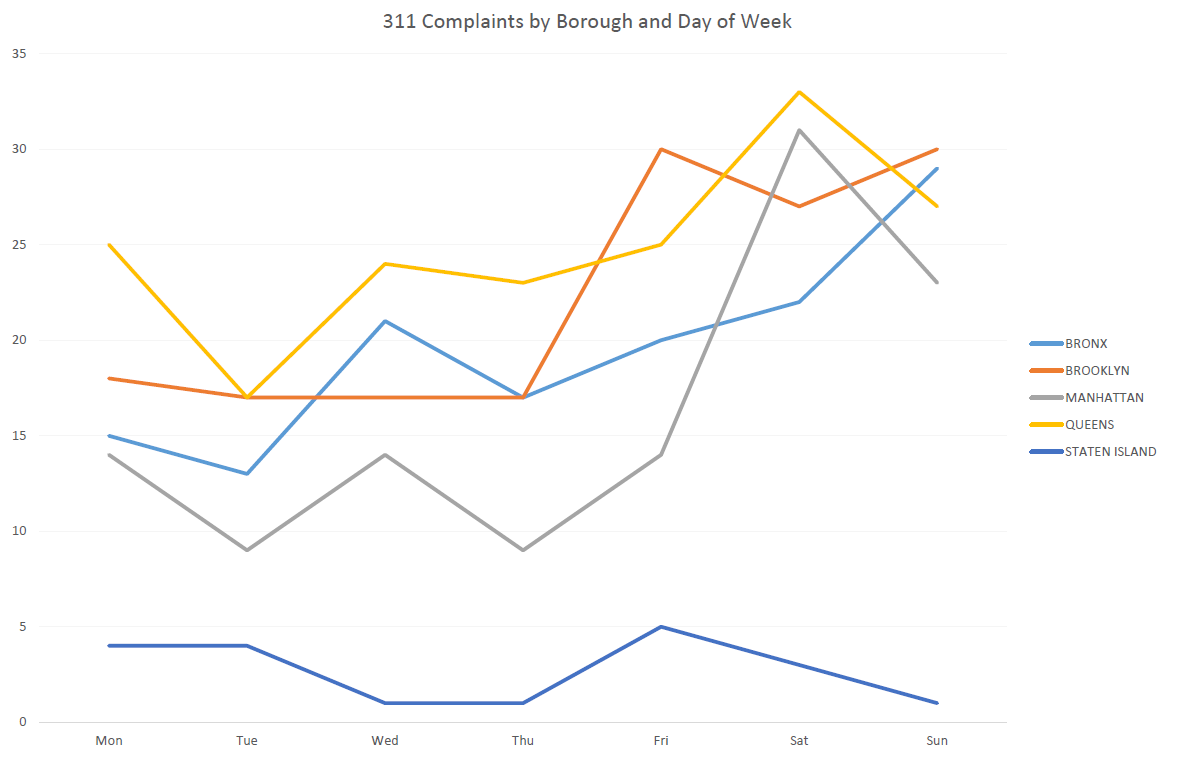 311 Complaints by Borough and Day of Week
35
30
25
20
15
10
5
0
Mon Tue Wed Thu Fri Sat Sun
BRONX
BROOKLYN
MANHATTAN
QUEENS
STATEN ISLAND